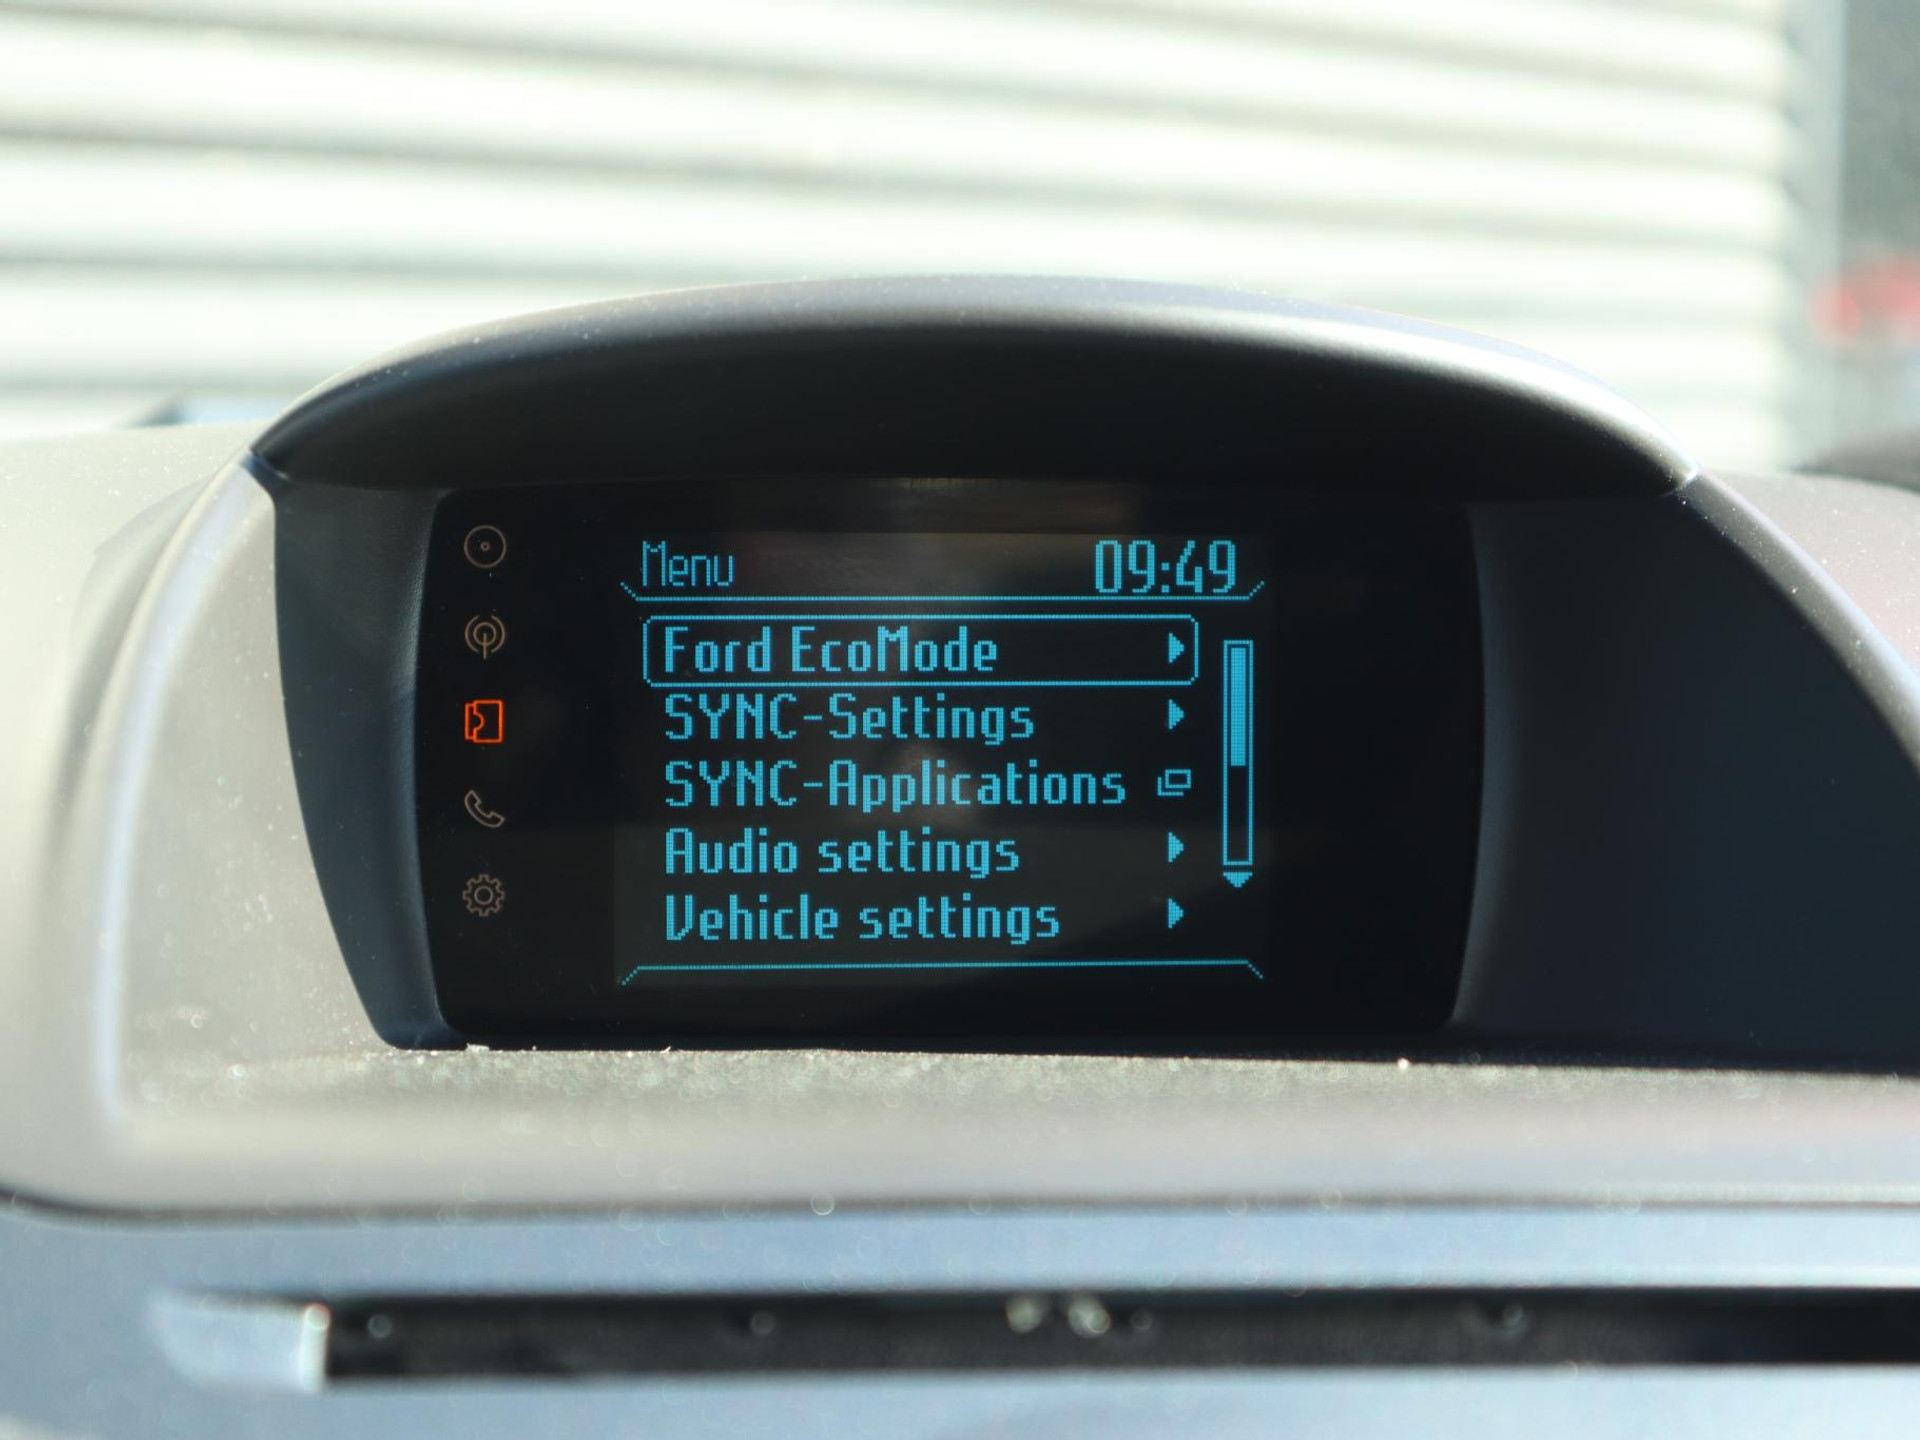 Menu 09:49
Ford EcoMode
SYNC-Settings
SYNC-Applications
Audio settings
Vehicle settings